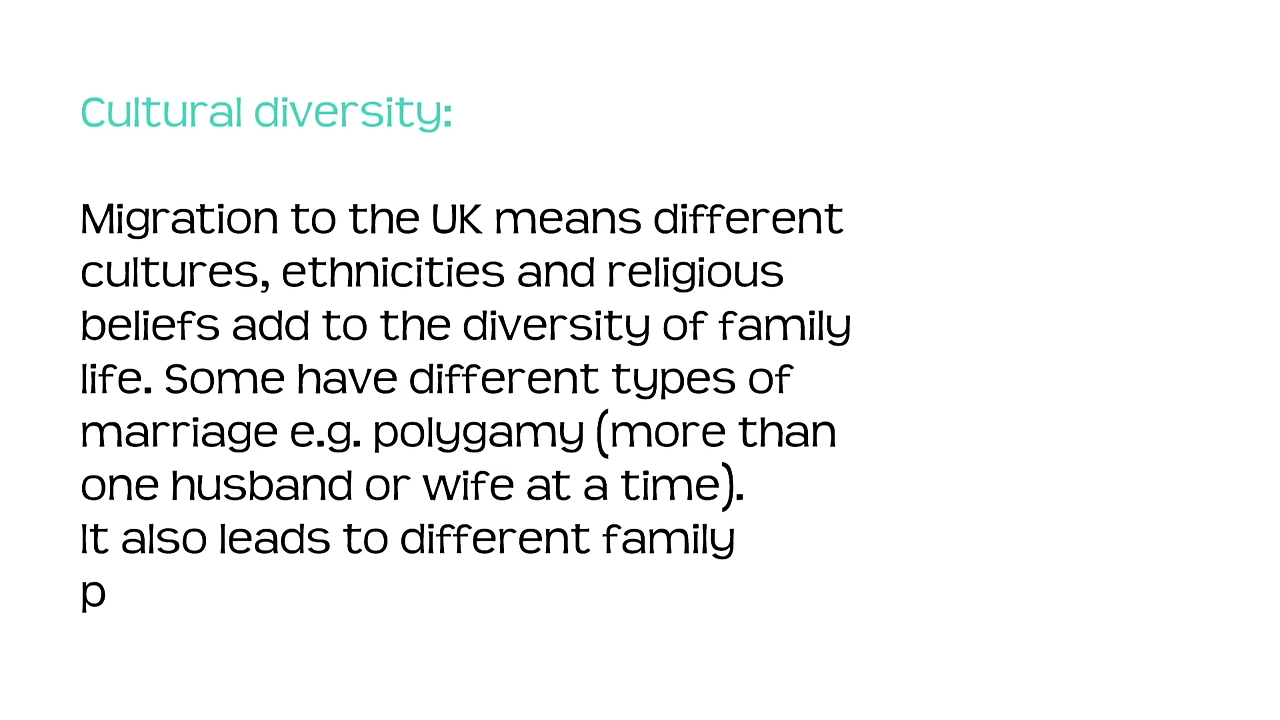 Cultural diversity:
Migration to the UK means different
cultures, ethnicities and religious
beliefs add to the diversity of family
life. Some have different types of
marriage e.g. polygamy (more than
one husband or wife at a time).
It also leads to different family
p